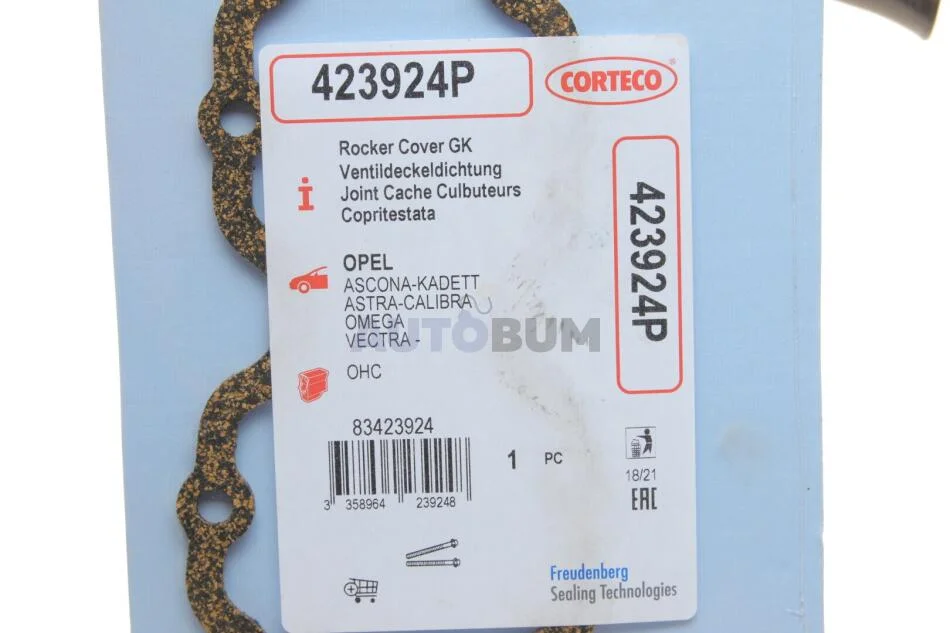 423924P
CORTECO®
Rocker Cover GK
Ventildeckeldichtung
Joint Cache Culbuteurs
Copritestata
i
423924P
OPEL
ASCONA-KADETT
ASTRA-CALIBRA
OMEGA
VECTRA -
AUTOBUM
OHC
83423924
1 PC
3 358964 239248
18/21
EAC
Freudenberg
Sealing Technologies